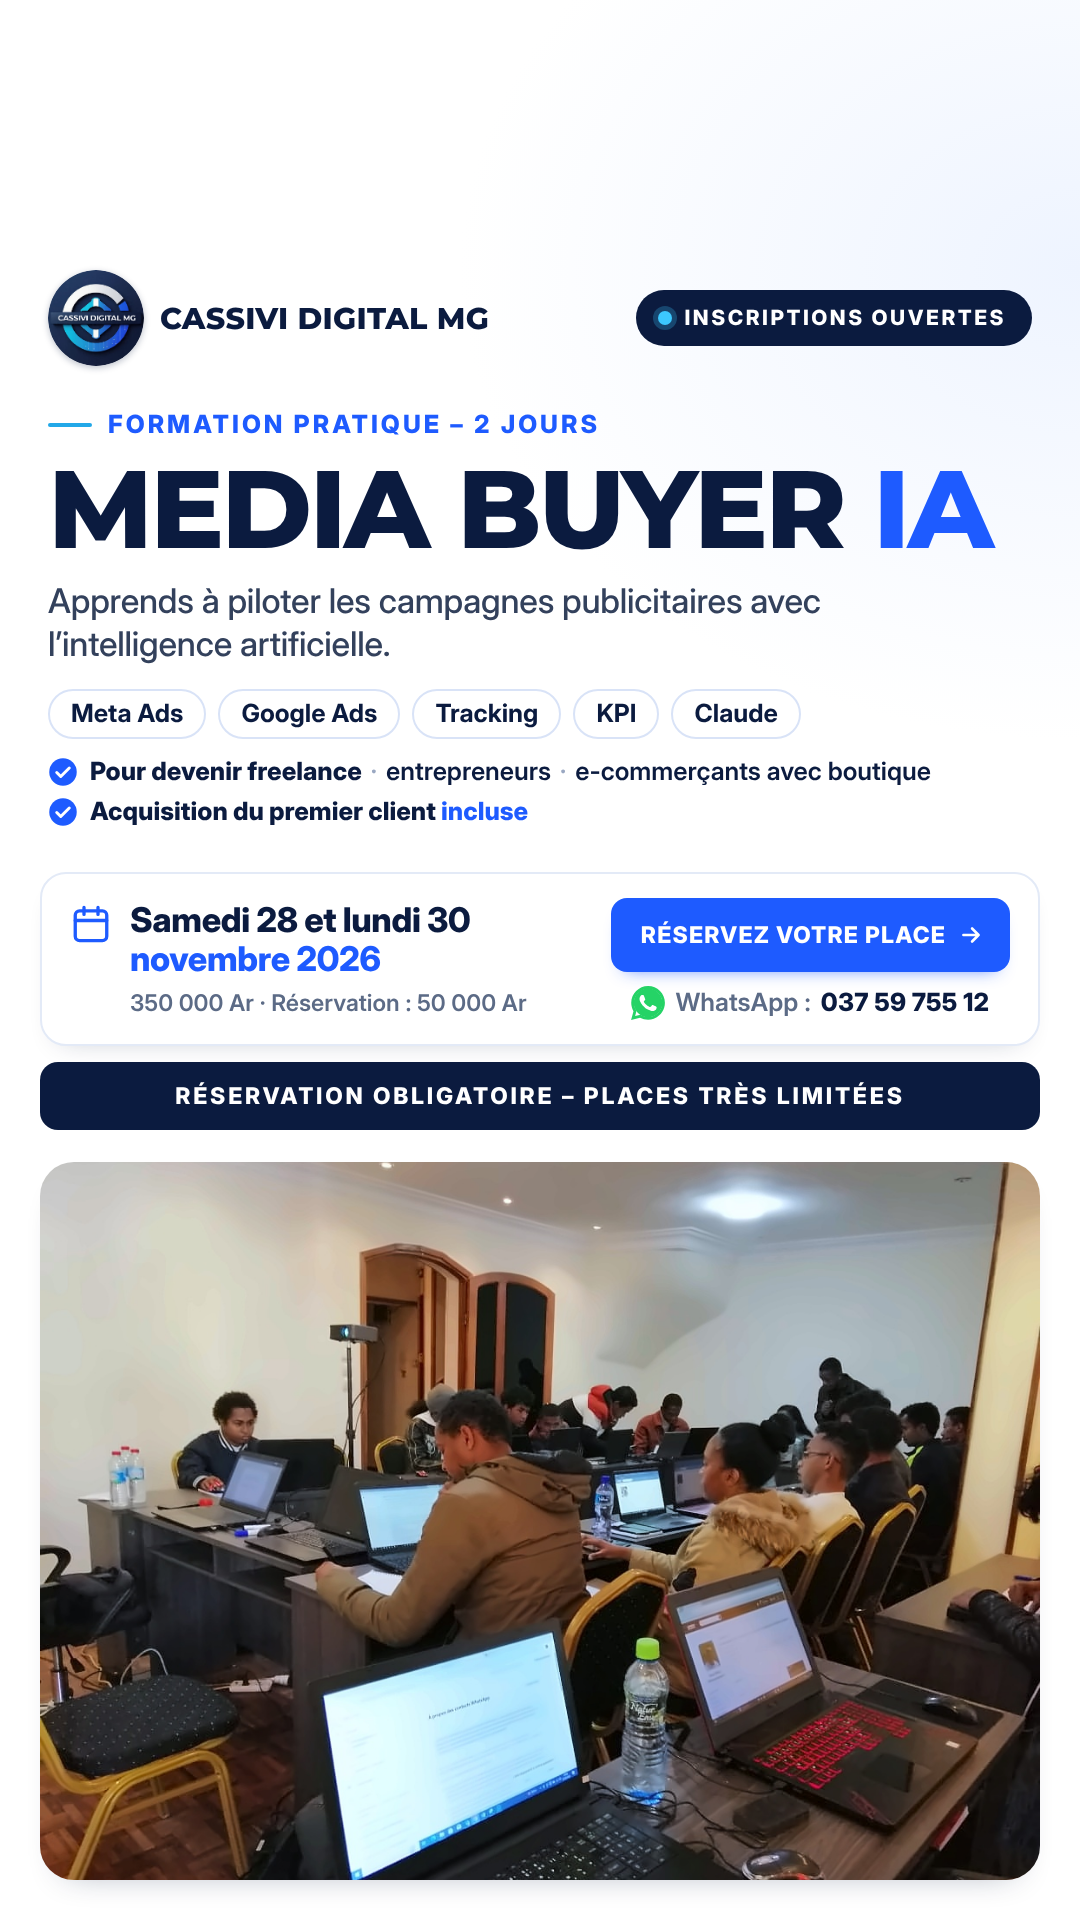 CASSIVI DIGITAL MG
CASSIVI DIGITAL MG
INSCRIPTIONS OUVERTES
FORMATION PRATIQUE – 2 JOURS
MEDIA BUYER IA
Apprends à piloter les campagnes publicitaires avec
l’intelligence artificielle.
Meta Ads
Google Ads
Tracking
KPI
Claude
Pour devenir freelance · entrepreneurs · e-commerçants avec boutique
Acquisition du premier client incluse
Samedi 28 et lundi 30
novembre 2026
350 000 Ar · Réservation : 50 000 Ar
RÉSERVEZ VOTRE PLACE →
WhatsApp : 037 59 755 12
RÉSERVATION OBLIGATOIRE – PLACES TRÈS LIMITÉES